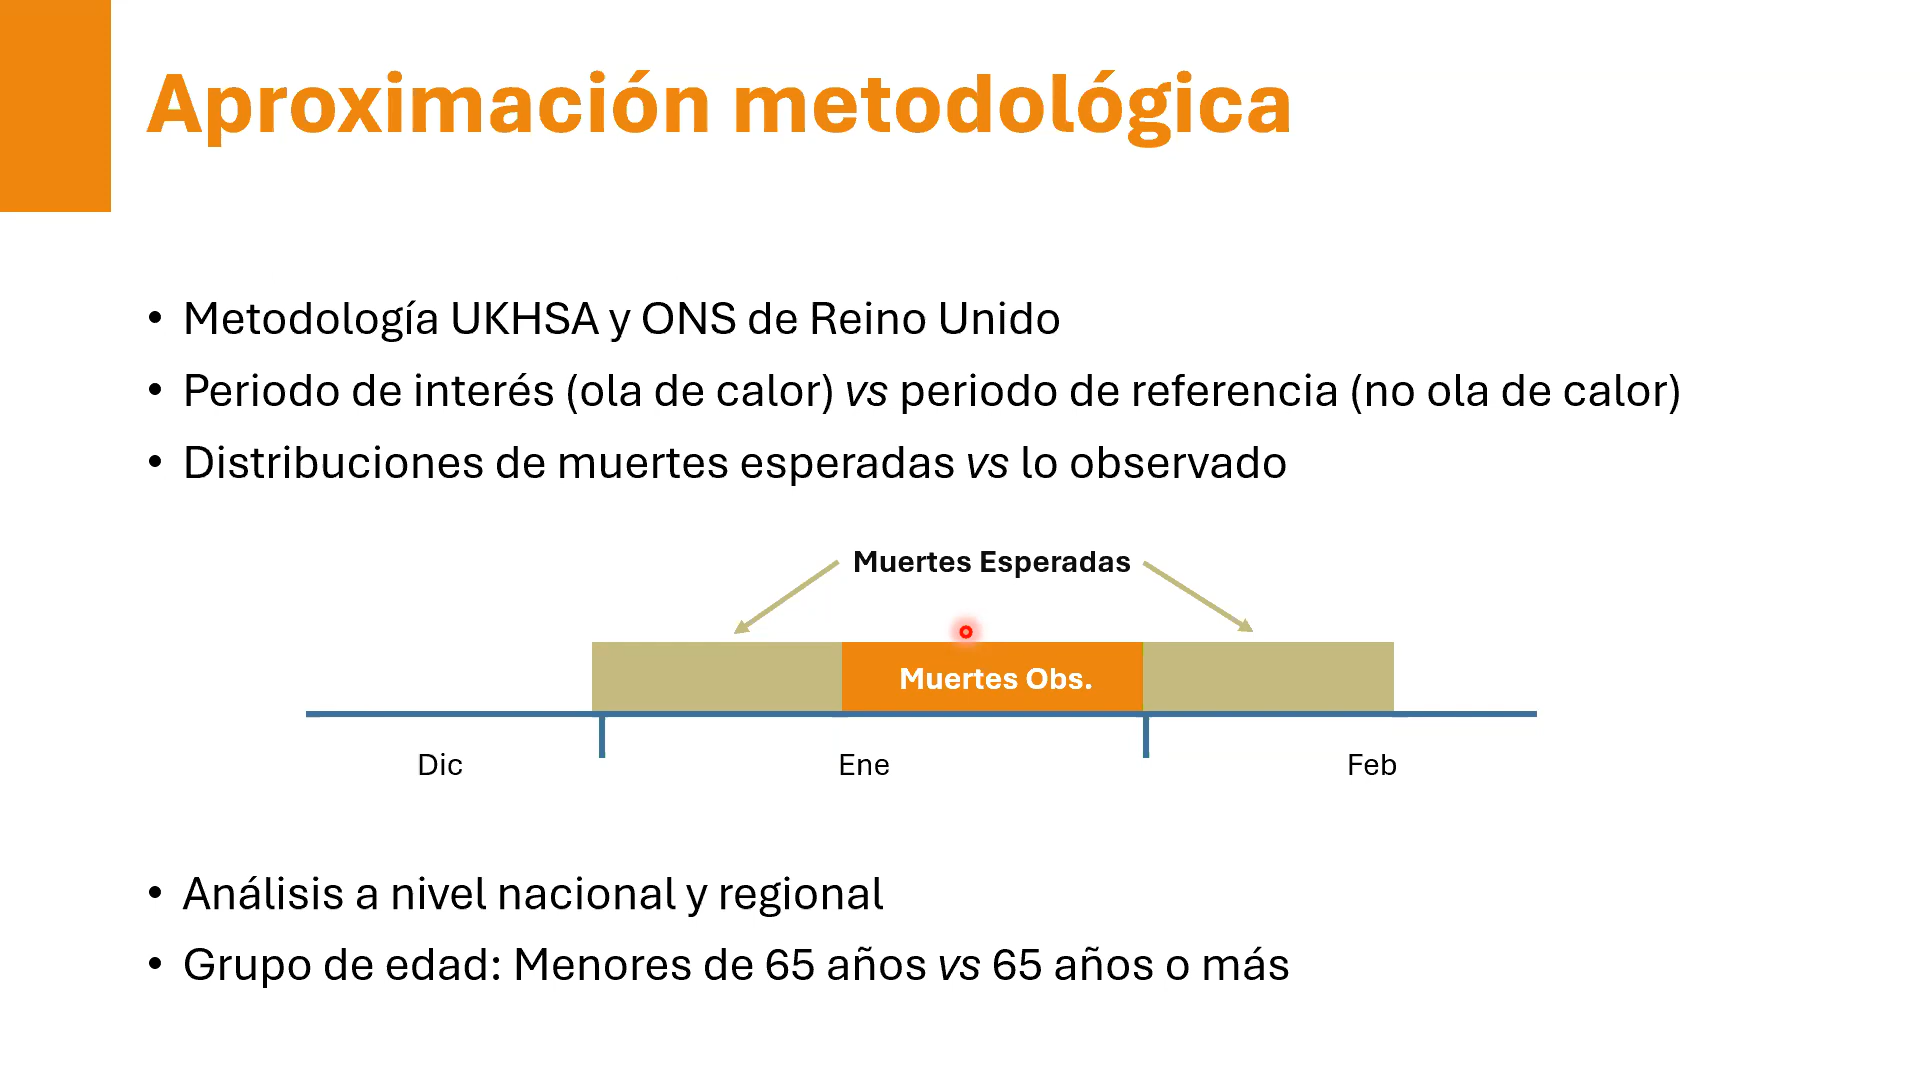 Aproximación metodológica
• Metodología UKHSA y ONS de Reino Unido
• Periodo de interés (ola de calor) vs periodo de referencia (no ola de calor)
• Distribuciones de muertes esperadas vs lo observado
Muertes Esperadas
Muertes Obs.
Dic Ene Feb
• Análisis a nivel nacional y regional
• Grupo de edad: Menores de 65 años vs 65 años o más